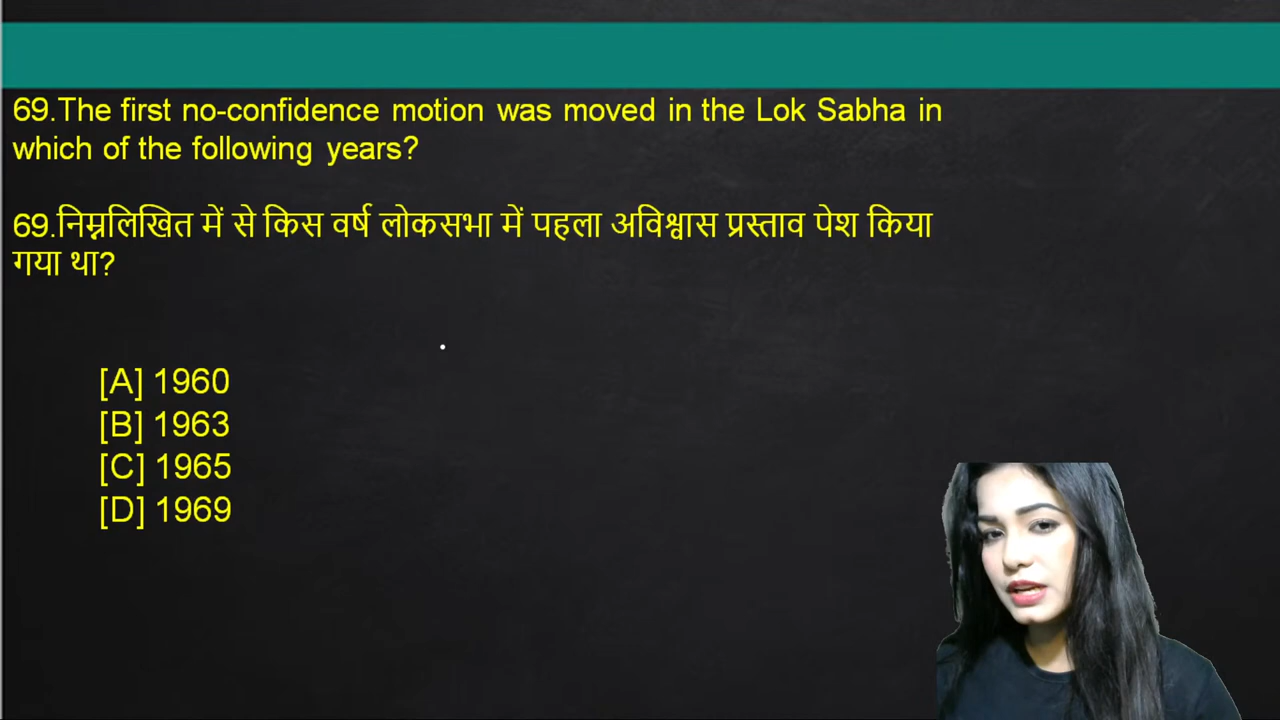 69.The first no-confidence motion was moved in the Lok Sabha in
which of the following years?
69.निम्नलिखित में से किस वर्ष लोकसभा में पहला अविश्वास प्रस्ताव पेश किया
गया था?
[A] 1960
[B] 1963
[C] 1965
[D] 1969